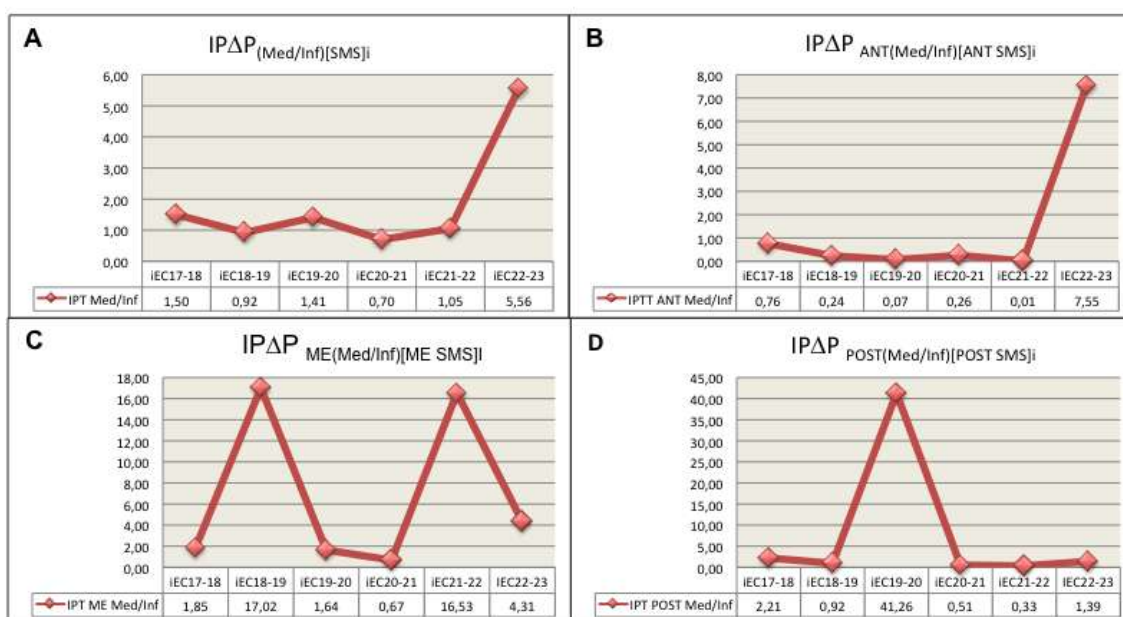 A
IPΔP (Med/Inf)[SMS]i
6,00
5,00
4,00
3,00
2,00
1,00
0,00
iEC17-18 iEC18-19 iEC19-20 iEC20-21 iEC21-22 iEC22-23
IPT Med/Inf 1,50 0,92 1,41 0,70 1,05 5,56
B
IPΔP ANT(Med/Inf)[ANT SMS]i
8,00
7,00
6,00
5,00
4,00
3,00
2,00
1,00
0,00
iEC17-18 iEC18-19 iEC19-20 iEC20-21 iEC21-22 iEC22-23
IPTT ANT Med/Inf 0,76 0,24 0,07 0,26 0,01 7,55
C
IPΔP ME(Med/Inf)[ME SMS]I
18,00
16,00
14,00
12,00
10,00
8,00
6,00
4,00
2,00
0,00
iEC17-18 iEC18-19 iEC19-20 iEC20-21 iEC21-22 iEC22-23
IPT ME Med/Inf 1,85 17,02 1,64 0,67 16,53 4,31
D
IPΔP POST(Med/Inf)[POST SMS]i
45,00
40,00
35,00
30,00
25,00
20,00
15,00
10,00
5,00
0,00
iEC17-18 iEC18-19 iEC19-20 iEC20-21 iEC21-22 iEC22-23
IPT POST Med/Inf 2,21 0,92 41,26 0,51 0,33 1,39